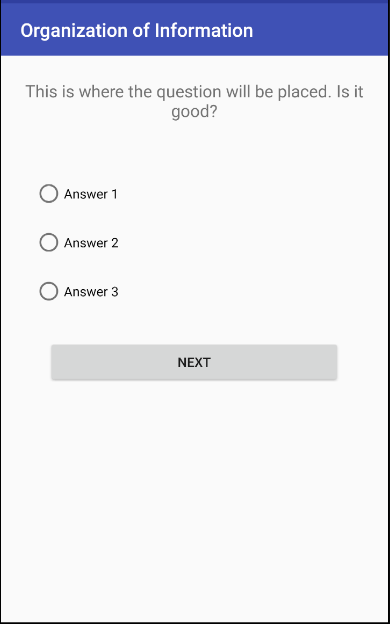 Organization of Information
This is where the question will be placed. Is it
good?
Answer 1
Answer 2
Answer 3
NEXT